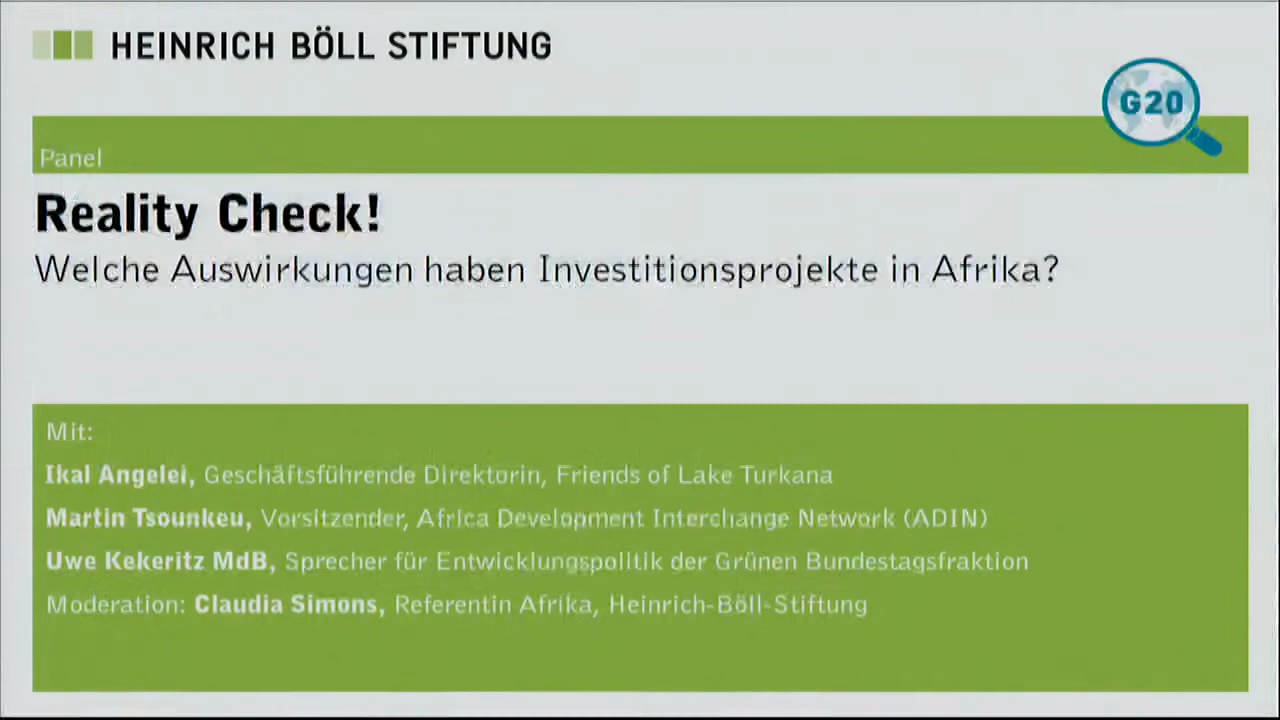 HEINRICH BÖLL STIFTUNG
G20
Panel
Reality Check!
Welche Auswirkungen haben Investitionsprojekte in Afrika?
Mit:
Ikal Angelei, Geschäftsführende Direktorin, Friends of Lake Turkana
Martin Tsounkeu, Vorsitzender, Africa Development Interchange Network (ADIN)
Uwe Kekeritz MdB, Sprecher für Entwicklungspolitik der Grünen Bundestagsfraktion
Moderation: Claudia Simons, Referentin Afrika, Heinrich-Böll-Stiftung